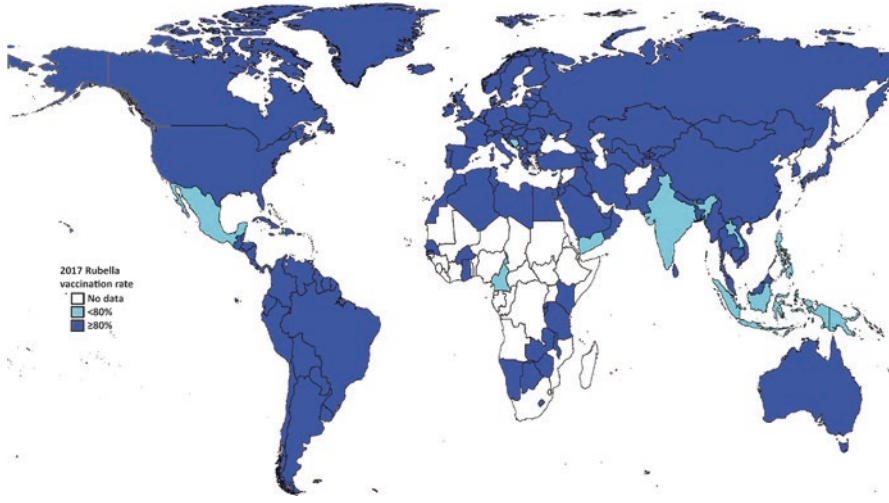 2017 Rubella
vaccination rate
No data
<80%
≥80%